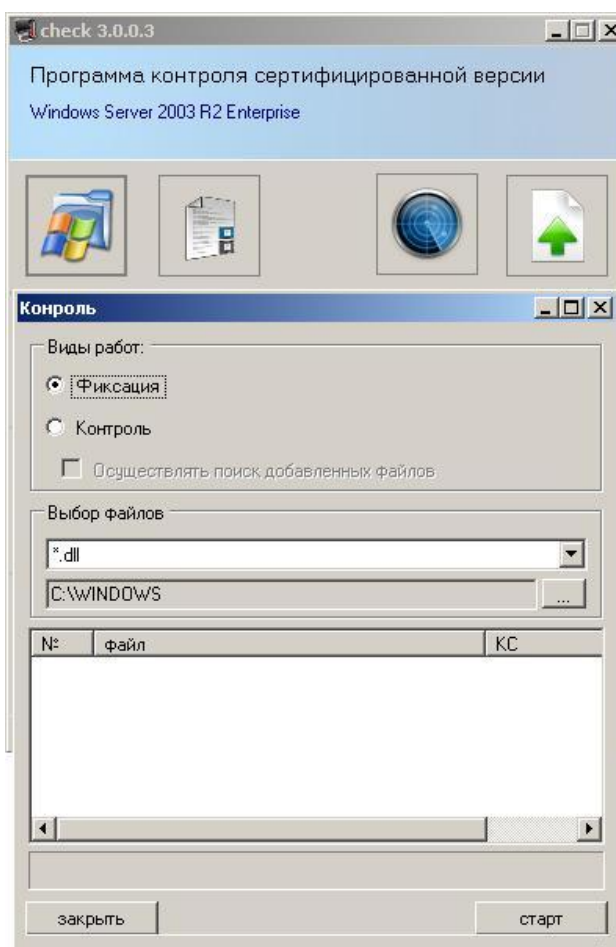 check 3.0.0.3
Программа контроля сертифицированной версии
Windows Server 2003 R2 Enterprise
Конроль
Виды работ:
Фиксация
Контроль
Осуществлять поиск добавленных файлов
Выбор файлов
*.dll
C:\WINDOWS
...
№ файл КС
закрыть старт